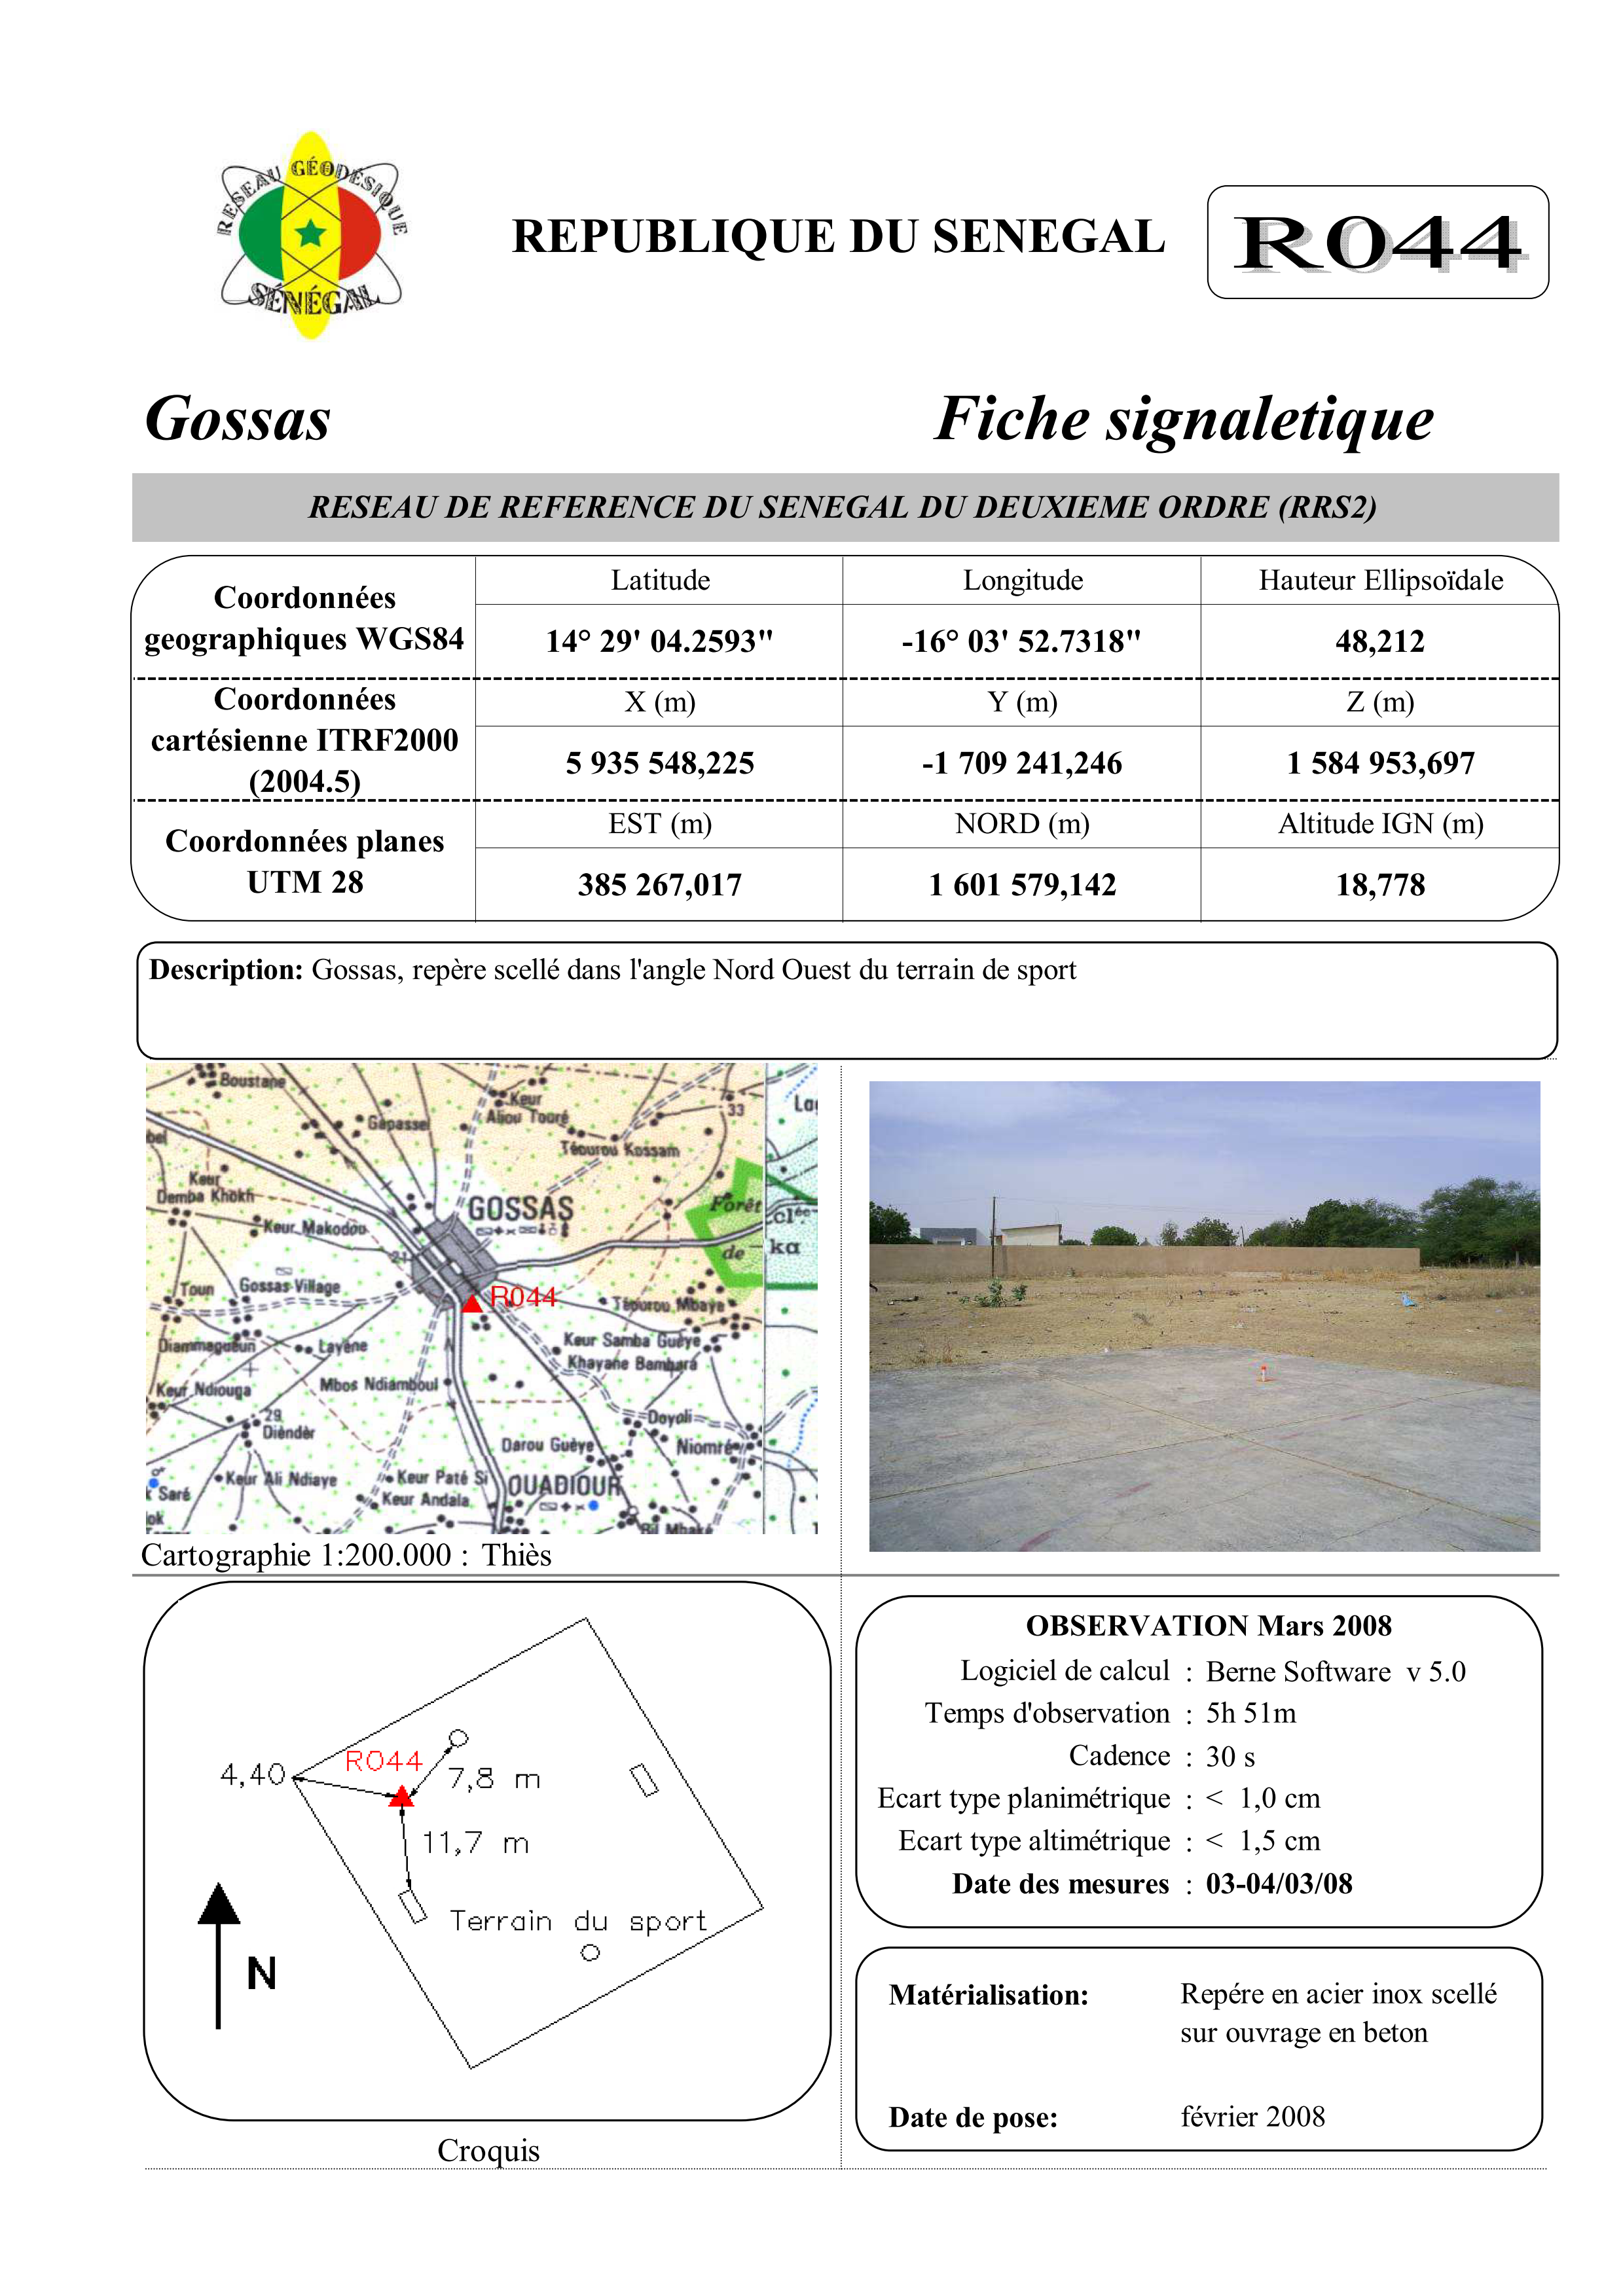 RESEAU GÉODÉSIQUE
SÉNÉGAL
REPUBLIQUE DU SENEGAL
R044
Gossas
Fiche signaletique
RESEAU DE REFERENCE DU SENEGAL DU DEUXIEME ORDRE (RRS2)
Coordonnées
geographiques WGS84
Latitude
Longitude
Hauteur Ellipsoïdale
14° 29' 04.2593"
-16° 03' 52.7318"
48,212
Coordonnées
cartésienne ITRF2000
(2004.5)
X (m)
Y (m)
Z (m)
5 935 548,225
-1 709 241,246
1 584 953,697
Coordonnées planes
UTM 28
EST (m)
NORD (m)
Altitude IGN (m)
385 267,017
1 601 579,142
18,778
Description: Gossas, repère scellé dans l'angle Nord Ouest du terrain de sport
Boustane
Keur
Aliou Touré
33
Gapassel
Téourou Kossam
Keur
Demba Khokh
GOSSAS
Forêt
clée
Keur Makodou
21
de
ka
Toun
Gossas-Village
R044
Téourou Mbaye
Diammagueun
Layène
Keur Samba Guèye
Khayane Bambara
Keur Ndiouga
Mbos Ndiamboul
29
Dièndèr
Doyoli
Darou Guèye
Niomré
Keur Ali Ndiaye
Keur Paté Si
OUADIOUR
Saré
Keur Andala
Cartographie 1:200.000 : Thiès
4,40
R044
7,8 m
11,7 m
Terrain du sport
N
Croquis
OBSERVATION Mars 2008
Logiciel de calcul : Berne Software v 5.0
Temps d'observation : 5h 51m
Cadence : 30 s
Ecart type planimétrique : < 1,0 cm
Ecart type altimétrique : < 1,5 cm
Date des mesures : 03-04/03/08
Matérialisation: Repére en acier inox scellé
sur ouvrage en beton
Date de pose: février 2008